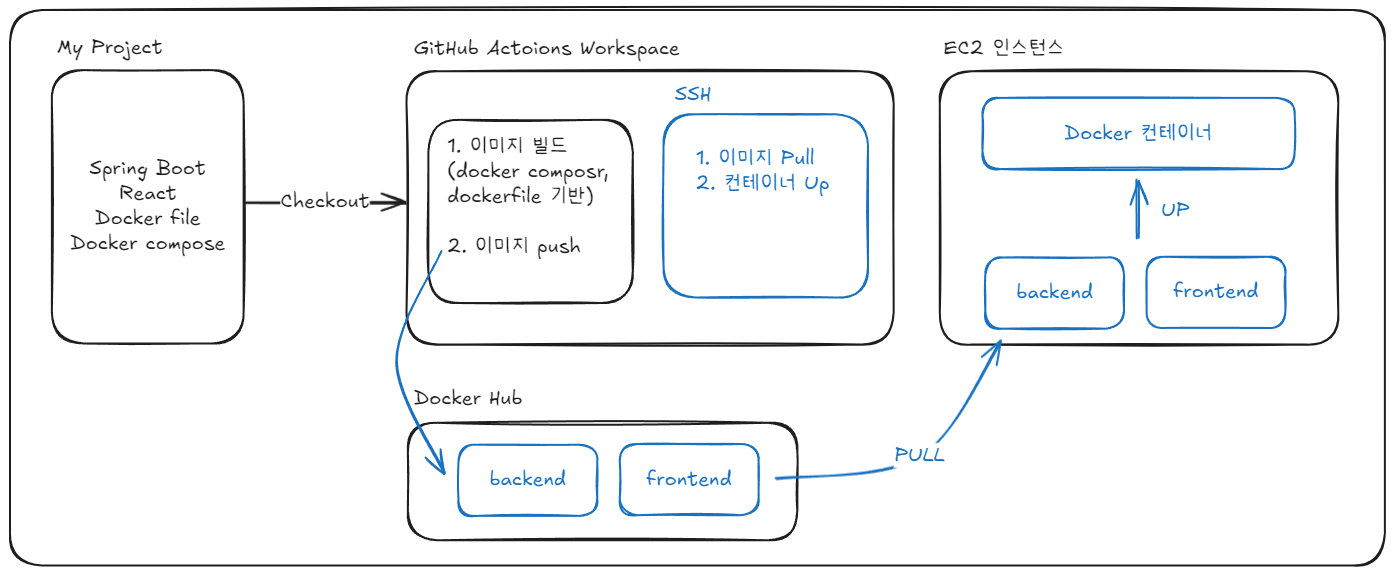 My Project
Spring Boot
React
Docker file
Docker compose
Checkout
GitHub Actoions Workspace
1. 이미지 빌드
(docker composr,
dockerfile 기반)
2. 이미지 push
SSH
1. 이미지 Pull
2. 컨테이너 Up
EC2 인스턴스
Docker 컨테이너
UP
backend
frontend
Docker Hub
backend
frontend
PULL